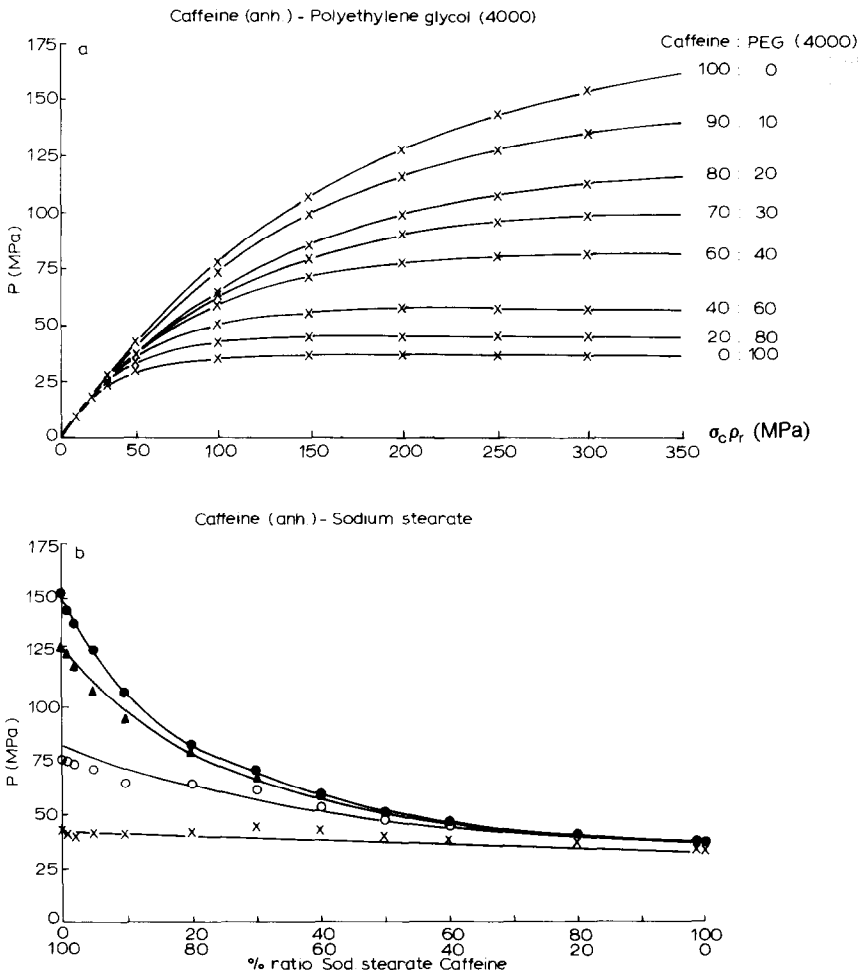 Caffeine (anh.) - Polyethylene glycol (4000)
a
Caffeine : PEG (4000)
175
150
125
100
75
50
25
0
P (MPa)
100 : 0
90 : 10
80 : 20
70 : 30
60 : 40
40 : 60
20 : 80
0 : 100
0 50 100 150 200 250 300 350
σcρr (MPa)
Caffeine (anh.) - Sodium stearate
b
175
150
125
100
75
50
25
0
P (MPa)
0 20 40 60 80 100
100 80 60 40 20 0
% ratio Sod. stearate Caffeine